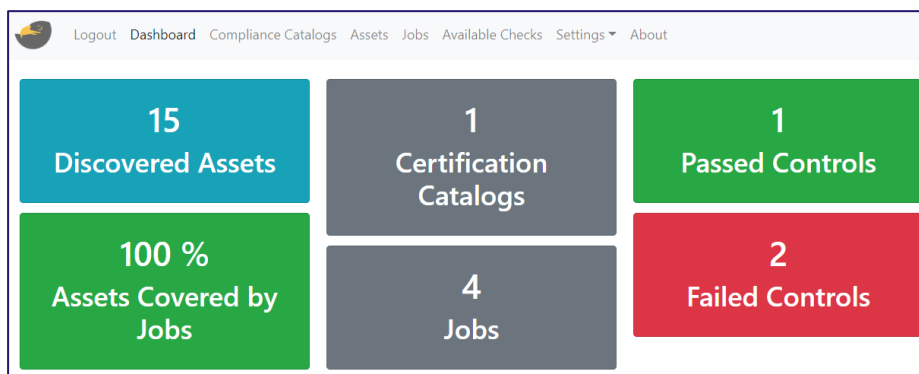 Logout Dashboard Compliance Catalogs Assets Jobs Available Checks Settings About
15
Discovered Assets
1
Certification
Catalogs
1
Passed Controls
100 %
Assets Covered by
Jobs
4
Jobs
2
Failed Controls